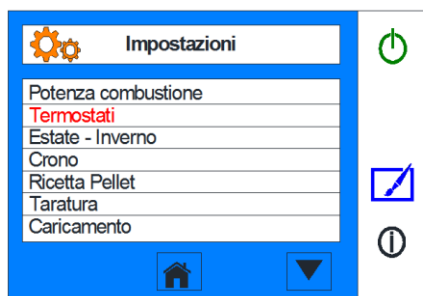 Impostazioni
Potenza combustione
Termostati
Estate - Inverno
Crono
Ricetta Pellet
Taratura
Caricamento